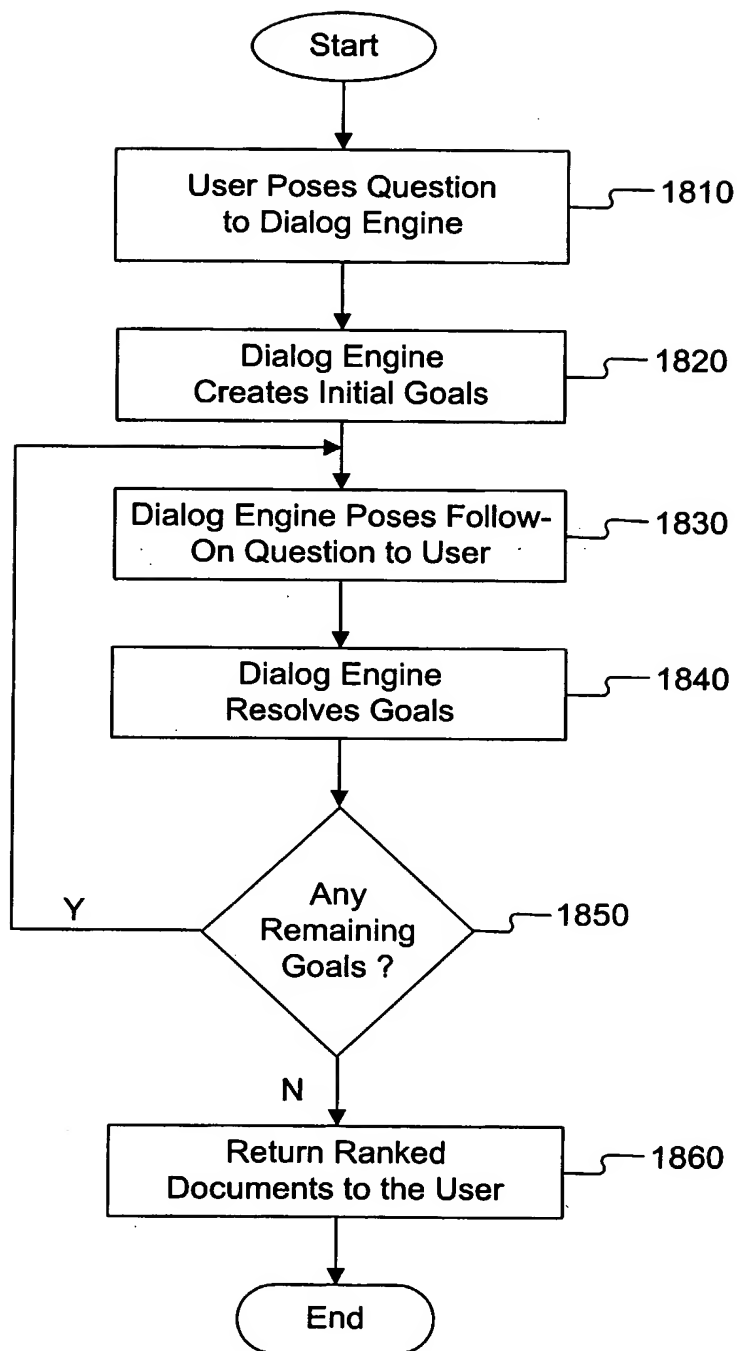 Start
User Poses Question
to Dialog Engine
1810
Dialog Engine
Creates Initial Goals
1820
Dialog Engine Poses Follow-
On Question to User
1830
Dialog Engine
Resolves Goals
1840
Any
Remaining
Goals ?
1850
Y
N
Return Ranked
Documents to the User
1860
End